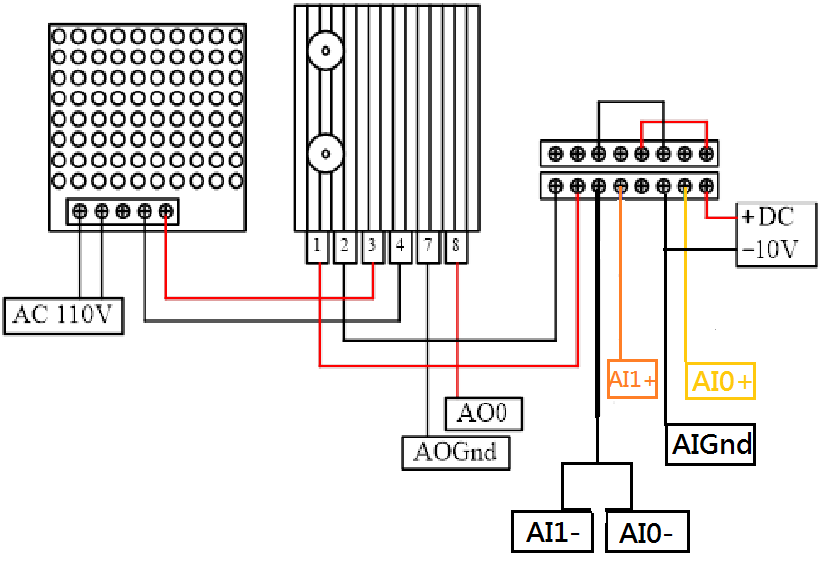 1 2 3 4 7 8
+DC
−10V
AC 110V
AI1+
AI0+
AO0
AOGnd
AIGnd
AI1-
AI0-